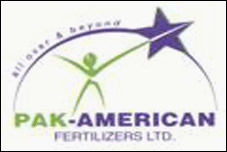 all over & beyond
PAK-AMERICAN
FERTILIZERS LTD.